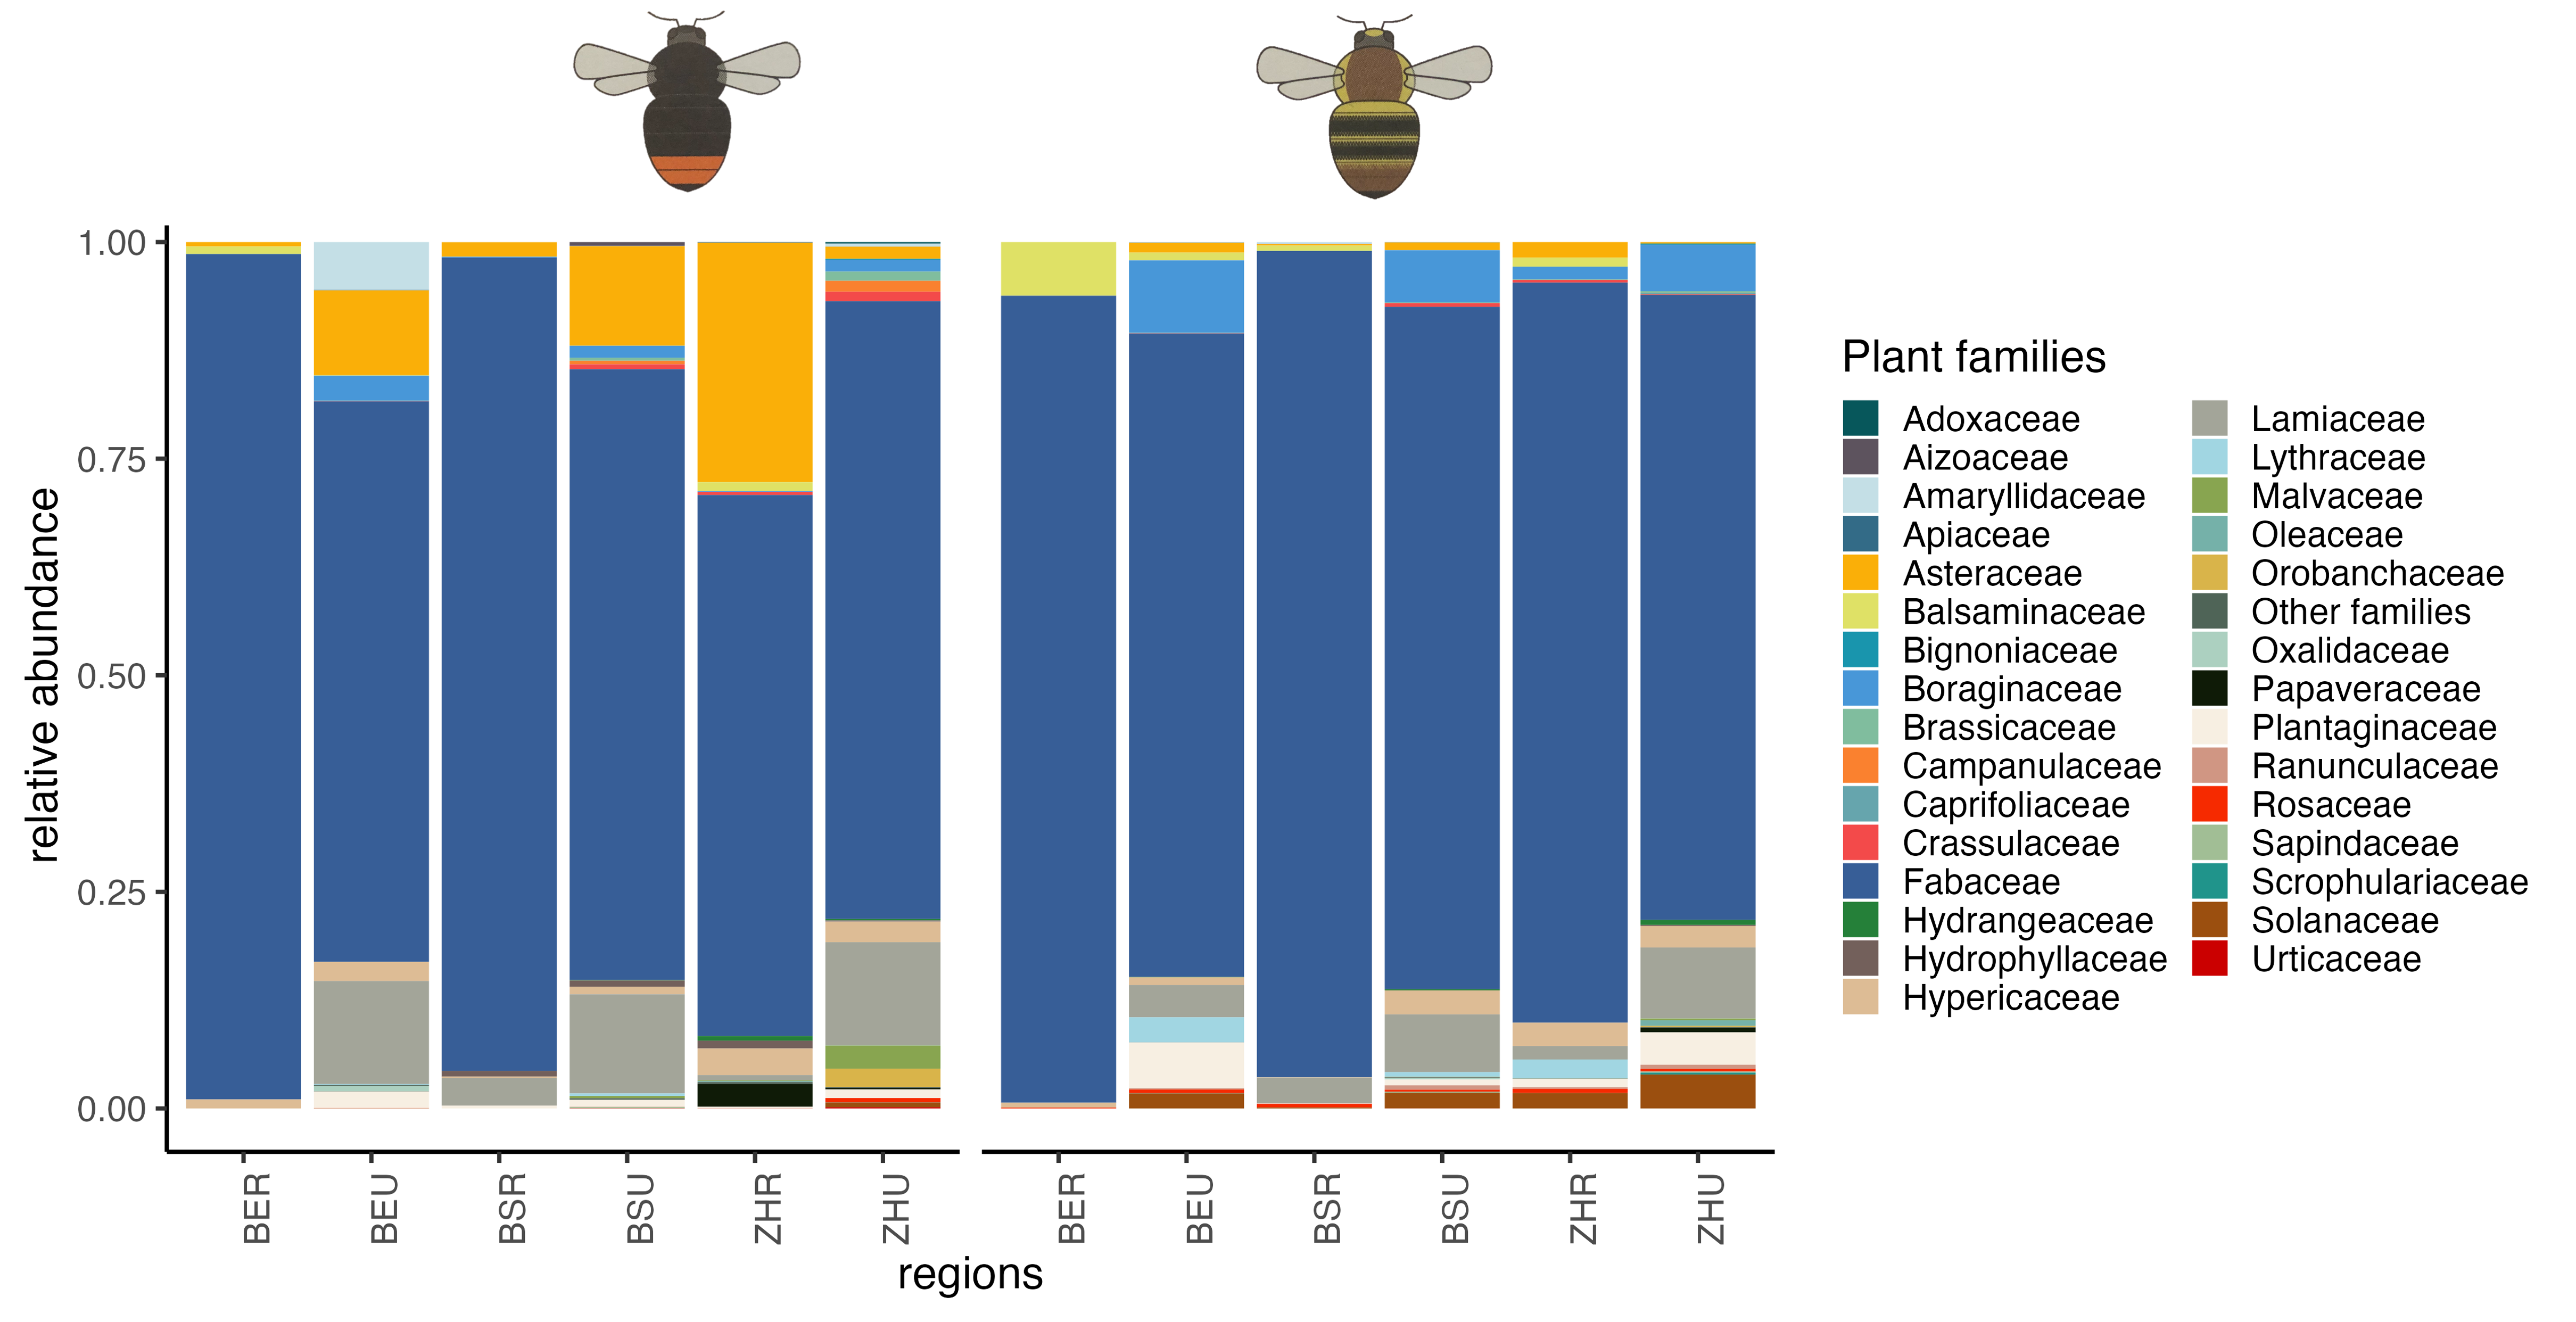 relative abundance
1.00
0.75
0.50
0.25
0.00
BER
BEU
BSR
BSU
ZHR
ZHU
BER
BEU
BSR
BSU
ZHR
ZHU
regions
Plant families
Adoxaceae
Aizoaceae
Amaryllidaceae
Apiaceae
Asteraceae
Balsaminaceae
Bignoniaceae
Boraginaceae
Brassicaceae
Campanulaceae
Caprifoliaceae
Crassulaceae
Fabaceae
Hydrangeaceae
Hydrophyllaceae
Hypericaceae
Lamiaceae
Lythraceae
Malvaceae
Oleaceae
Orobanchaceae
Other families
Oxalidaceae
Papaveraceae
Plantaginaceae
Ranunculaceae
Rosaceae
Sapindaceae
Scrophulariaceae
Solanaceae
Urticaceae